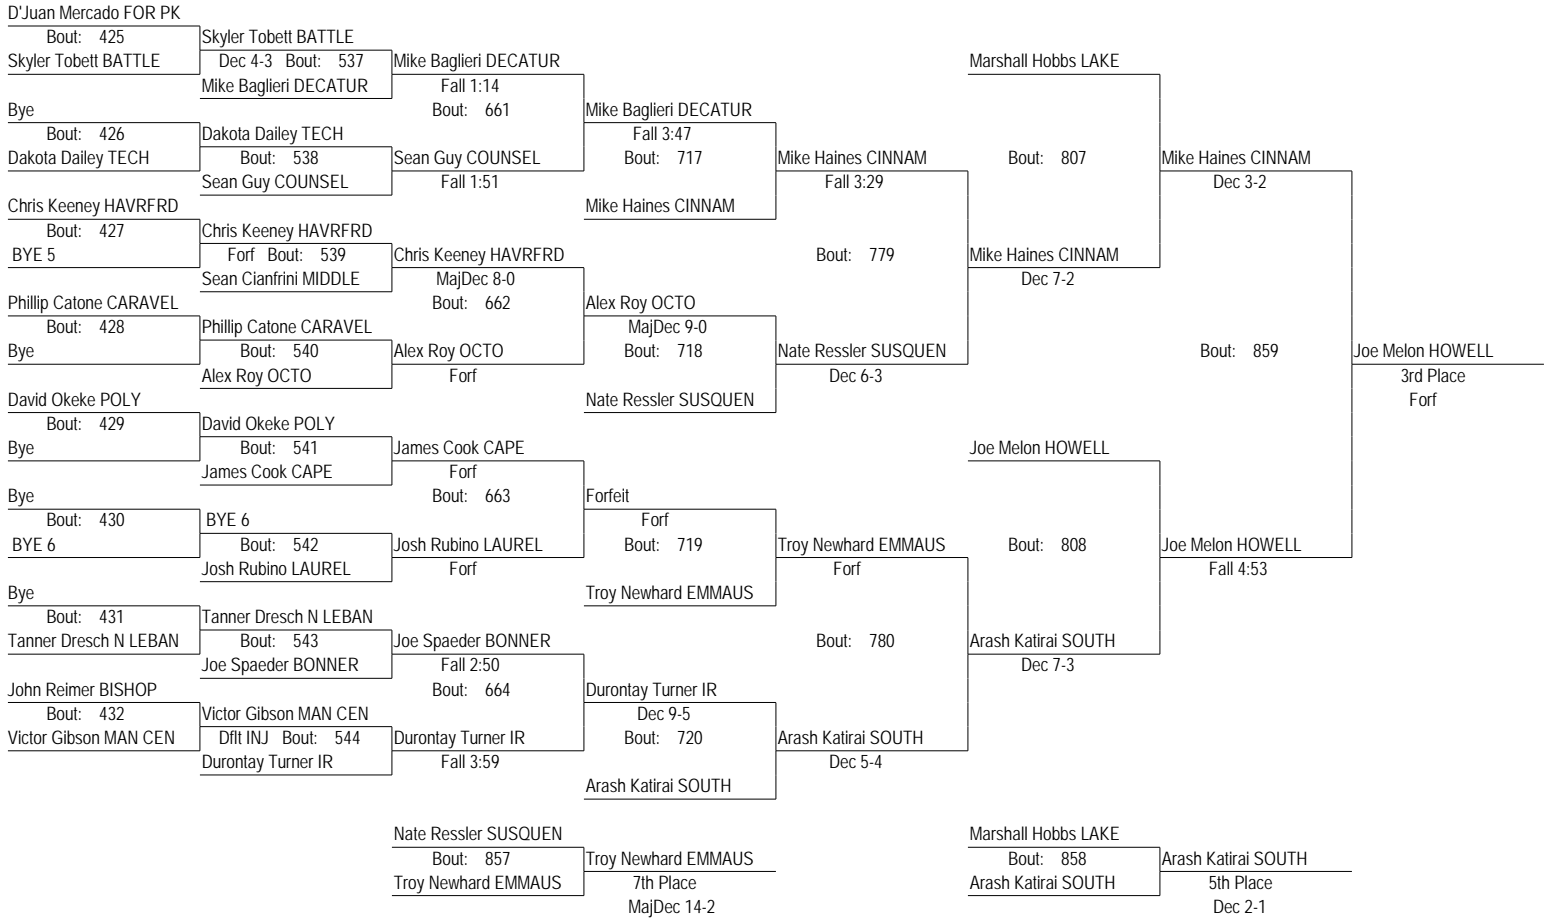 D'Juan Mercado FOR PK
Bout: 425
Skyler Tobett BATTLE
Skyler Tobett BATTLE
Dec 4-3 Bout: 537
Mike Baglieri DECATUR
Mike Baglieri DECATUR
Fall 1:14
Bout: 661
Mike Baglieri DECATUR
Fall 3:47
Bout: 717
Mike Haines CINNAM
Bye
Bout: 426
Dakota Dailey TECH
Dakota Dailey TECH
Bout: 538
Sean Guy COUNSEL
Sean Guy COUNSEL
Fall 1:51
Chris Keeney HAVRFRD
Bout: 427
BYE 5
Chris Keeney HAVRFRD
Forf Bout: 539
Sean Cianfrini MIDDLE
Chris Keeney HAVRFRD
MajDec 8-0
Bout: 662
Alex Roy OCTO
MajDec 9-0
Bout: 718
Nate Ressler SUSQUEN
Phillip Catone CARAVEL
Bout: 428
Bye
Phillip Catone CARAVEL
Bout: 540
Alex Roy OCTO
Alex Roy OCTO
Forf
David Okeke POLY
Bout: 429
Bye
David Okeke POLY
Bout: 541
James Cook CAPE
James Cook CAPE
Forf
Bout: 663
Forfeit
Forf
Bout: 719
Troy Newhard EMMAUS
Bye
Bout: 430
BYE 6
BYE 6
Bout: 542
Josh Rubino LAUREL
Josh Rubino LAUREL
Forf
Bye
Bout: 431
Tanner Dresch N LEBAN
Tanner Dresch N LEBAN
Bout: 543
Joe Spaeder BONNER
Joe Spaeder BONNER
Fall 2:50
Bout: 664
Durontay Turner IR
Dec 9-5
Bout: 720
Arash Katirai SOUTH
John Reimer BISHOP
Bout: 432
Victor Gibson MAN CEN
Victor Gibson MAN CEN
Dflt INJ Bout: 544
Durontay Turner IR
Durontay Turner IR
Fall 3:59
Mike Haines CINNAM
Fall 3:29
Bout: 779
Nate Ressler SUSQUEN
Dec 6-3
Troy Newhard EMMAUS
Forf
Bout: 780
Arash Katirai SOUTH
Dec 5-4
Marshall Hobbs LAKE
Bout: 807
Mike Haines CINNAM
Dec 7-2
Joe Melon HOWELL
Bout: 808
Arash Katirai SOUTH
Dec 7-3
Mike Haines CINNAM
Dec 3-2
Bout: 859
Joe Melon HOWELL
Fall 4:53
Joe Melon HOWELL
3rd Place
Forf
Nate Ressler SUSQUEN
Bout: 857
Troy Newhard EMMAUS
Troy Newhard EMMAUS
7th Place
MajDec 14-2
Marshall Hobbs LAKE
Bout: 858
Arash Katirai SOUTH
Arash Katirai SOUTH
5th Place
Dec 2-1